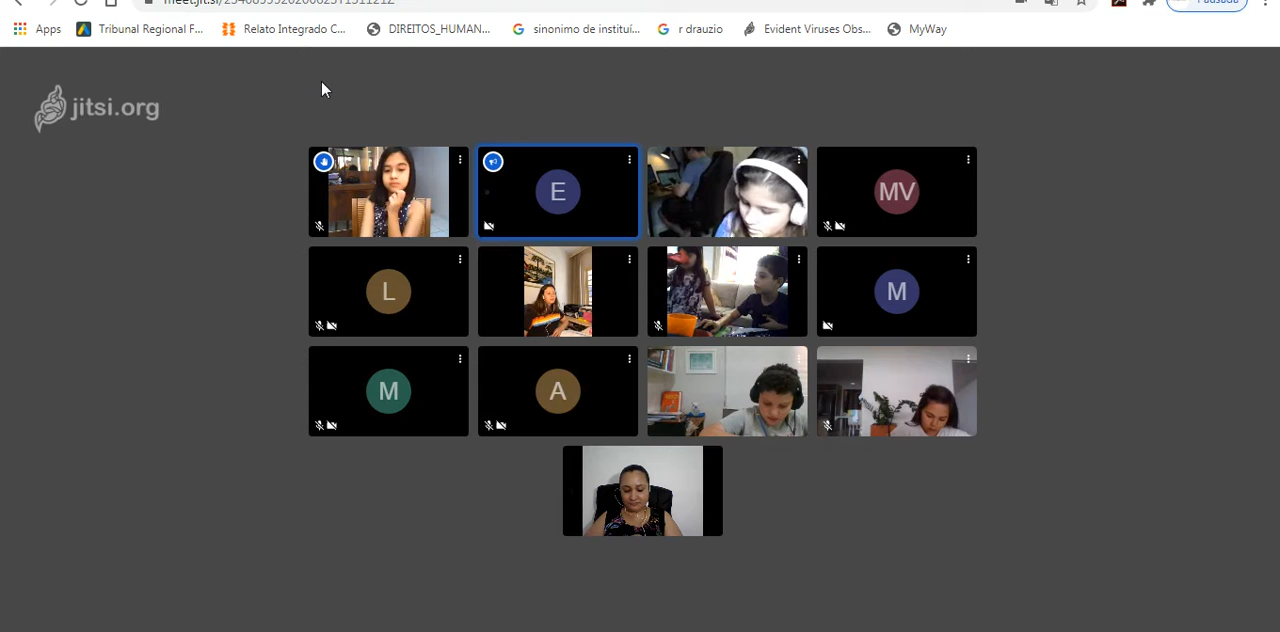 Apps Tribunal Regional F... Relato Integrado C... DIREITOS_HUMAN... G sinonimo de instituí... G r drauzio Evident Viruses Obs... MyWay
jitsi.org
E MV
L M
M A